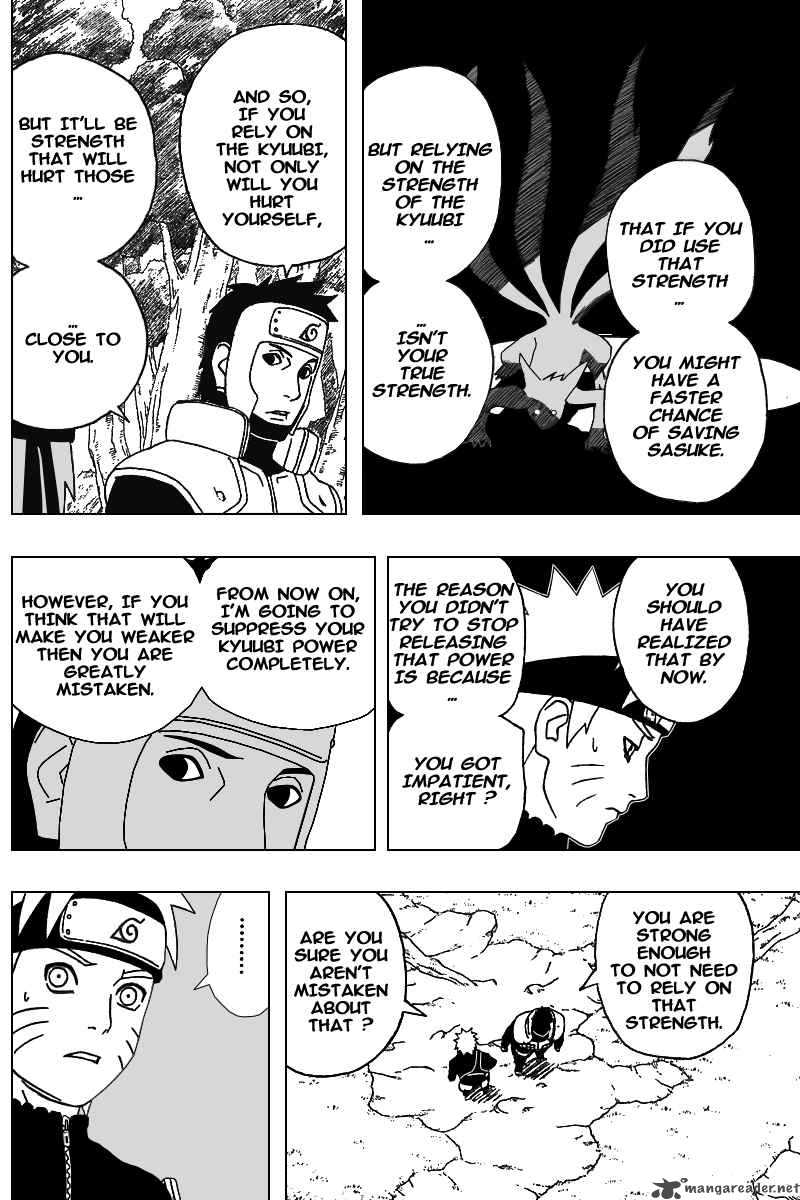 THAT IF YOU
DID USE
THAT
STRENGTH
...
YOU MIGHT
HAVE A
FASTER
CHANCE
OF SAVING
SASUKE.
BUT RELYING
ON THE
STRENGTH
OF THE
KYUUBI
...
...
ISN'T
YOUR
TRUE
STRENGTH.
AND SO,
IF YOU
RELY ON
THE KYUUBI,
NOT ONLY
WILL YOU
HURT
YOURSELF,
BUT IT'LL BE
STRENGTH
THAT WILL
HURT THOSE
...
...
CLOSE TO
YOU.
YOU
SHOULD
HAVE
REALIZED
THAT BY
NOW.
THE REASON
YOU DIDN'T
TRY TO STOP
RELEASING
THAT POWER
IS BECAUSE
...
YOU GOT
IMPATIENT,
RIGHT ?
FROM NOW ON,
I'M GOING TO
SUPPRESS YOUR
KYUUBI POWER
COMPLETELY.
HOWEVER, IF YOU
THINK THAT WILL
MAKE YOU WEAKER
THEN YOU ARE
GREATLY
MISTAKEN.
YOU ARE
STRONG
ENOUGH
TO NOT NEED
TO RELY ON
THAT
STRENGTH.
ARE YOU
SURE YOU
AREN'T
MISTAKEN
ABOUT
THAT ?
........
mangareader.net